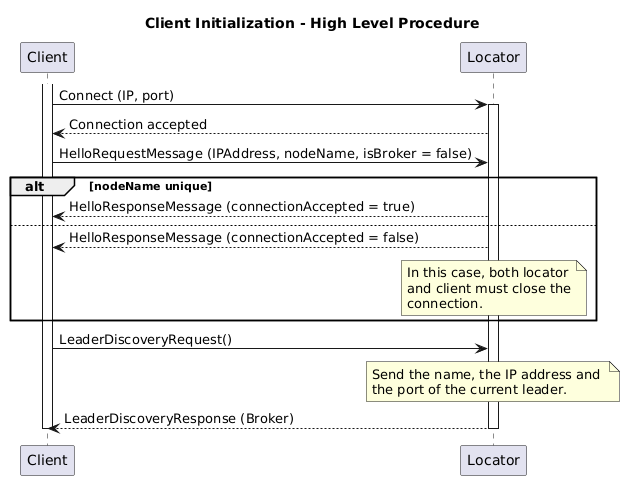 Client Initialization - High Level Procedure
Client
Locator
Connect (IP, port)
Connection accepted
HelloRequestMessage (IPAddress, nodeName, isBroker = false)
alt
[nodeName unique]
HelloResponseMessage (connectionAccepted = true)
HelloResponseMessage (connectionAccepted = false)
In this case, both locator
and client must close the
connection.
LeaderDiscoveryRequest()
Send the name, the IP address and
the port of the current leader.
LeaderDiscoveryResponse (Broker)
Client
Locator